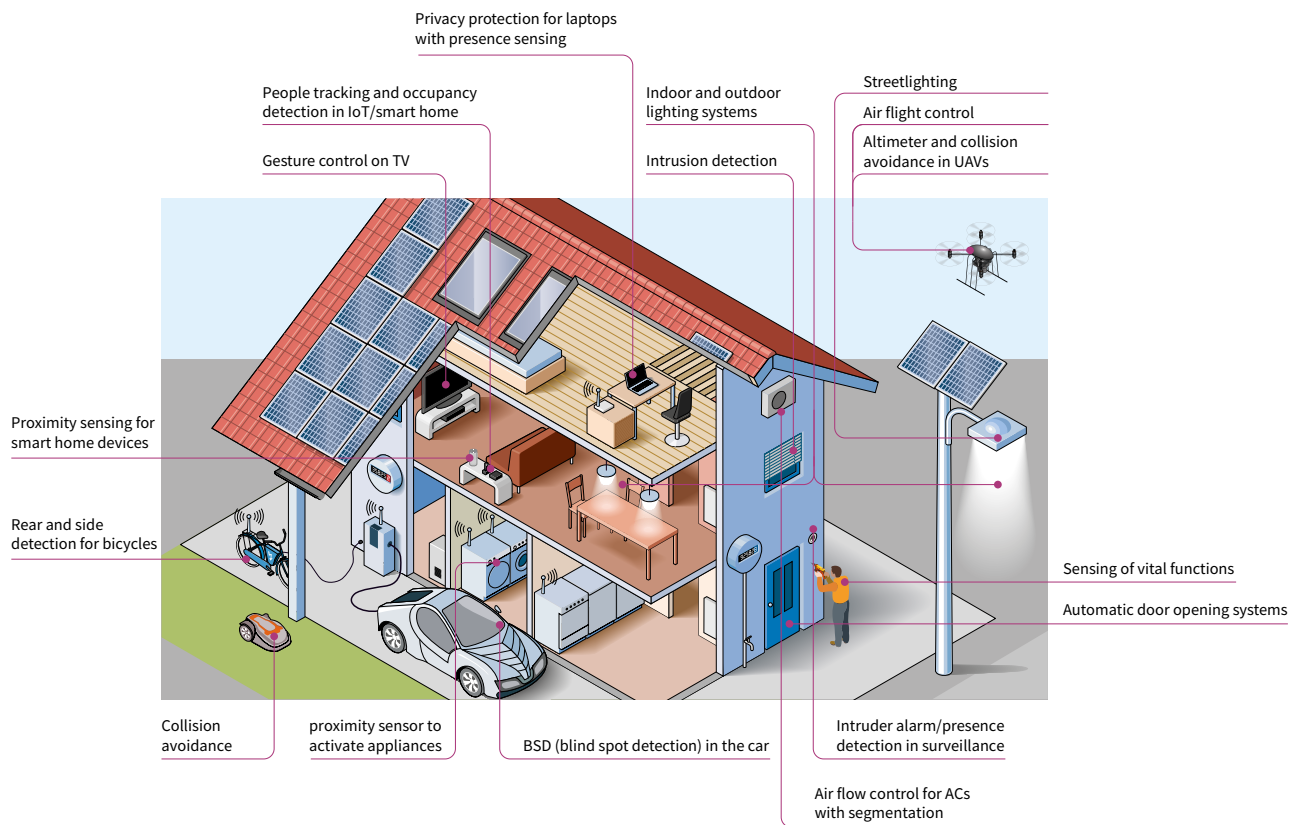 Privacy protection for laptops
with presence sensing
People tracking and occupancy
detection in IoT/smart home
Indoor and outdoor
lighting systems
Streetlighting
Air flight control
Altimeter and collision
avoidance in UAVs
Gesture control on TV
Intrusion detection
Proximity sensing for
smart home devices
Rear and side
detection for bicycles
Sensing of vital functions
Automatic door opening systems
Collision
avoidance
proximity sensor to
activate appliances
BSD (blind spot detection) in the car
Intruder alarm/presence
detection in surveillance
Air flow control for ACs
with segmentation